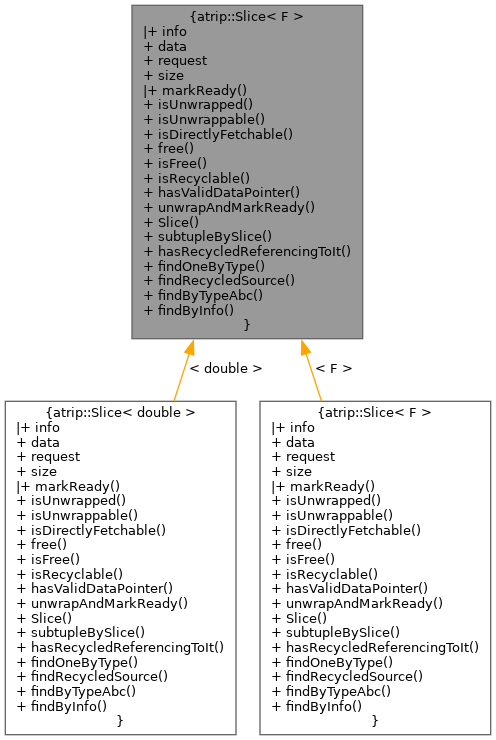 {atrip::Slice< F >
|+ info
+ data
+ request
+ size
|+ markReady()
+ isUnwrapped()
+ isUnwrappable()
+ isDirectlyFetchable()
+ free()
+ isFree()
+ isRecyclable()
+ hasValidDataPointer()
+ unwrapAndMarkReady()
+ Slice()
+ subtupleBySlice()
+ hasRecycledReferencingToIt()
+ findOneByType()
+ findRecycledSource()
+ findByTypeAbc()
+ findByInfo()
}
< double >
< F >
{atrip::Slice< double >
|+ info
+ data
+ request
+ size
|+ markReady()
+ isUnwrapped()
+ isUnwrappable()
+ isDirectlyFetchable()
+ free()
+ isFree()
+ isRecyclable()
+ hasValidDataPointer()
+ unwrapAndMarkReady()
+ Slice()
+ subtupleBySlice()
+ hasRecycledReferencingToIt()
+ findOneByType()
+ findRecycledSource()
+ findByTypeAbc()
+ findByInfo()
}
{atrip::Slice< F >
|+ info
+ data
+ request
+ size
|+ markReady()
+ isUnwrapped()
+ isUnwrappable()
+ isDirectlyFetchable()
+ free()
+ isFree()
+ isRecyclable()
+ hasValidDataPointer()
+ unwrapAndMarkReady()
+ Slice()
+ subtupleBySlice()
+ hasRecycledReferencingToIt()
+ findOneByType()
+ findRecycledSource()
+ findByTypeAbc()
+ findByInfo()
}